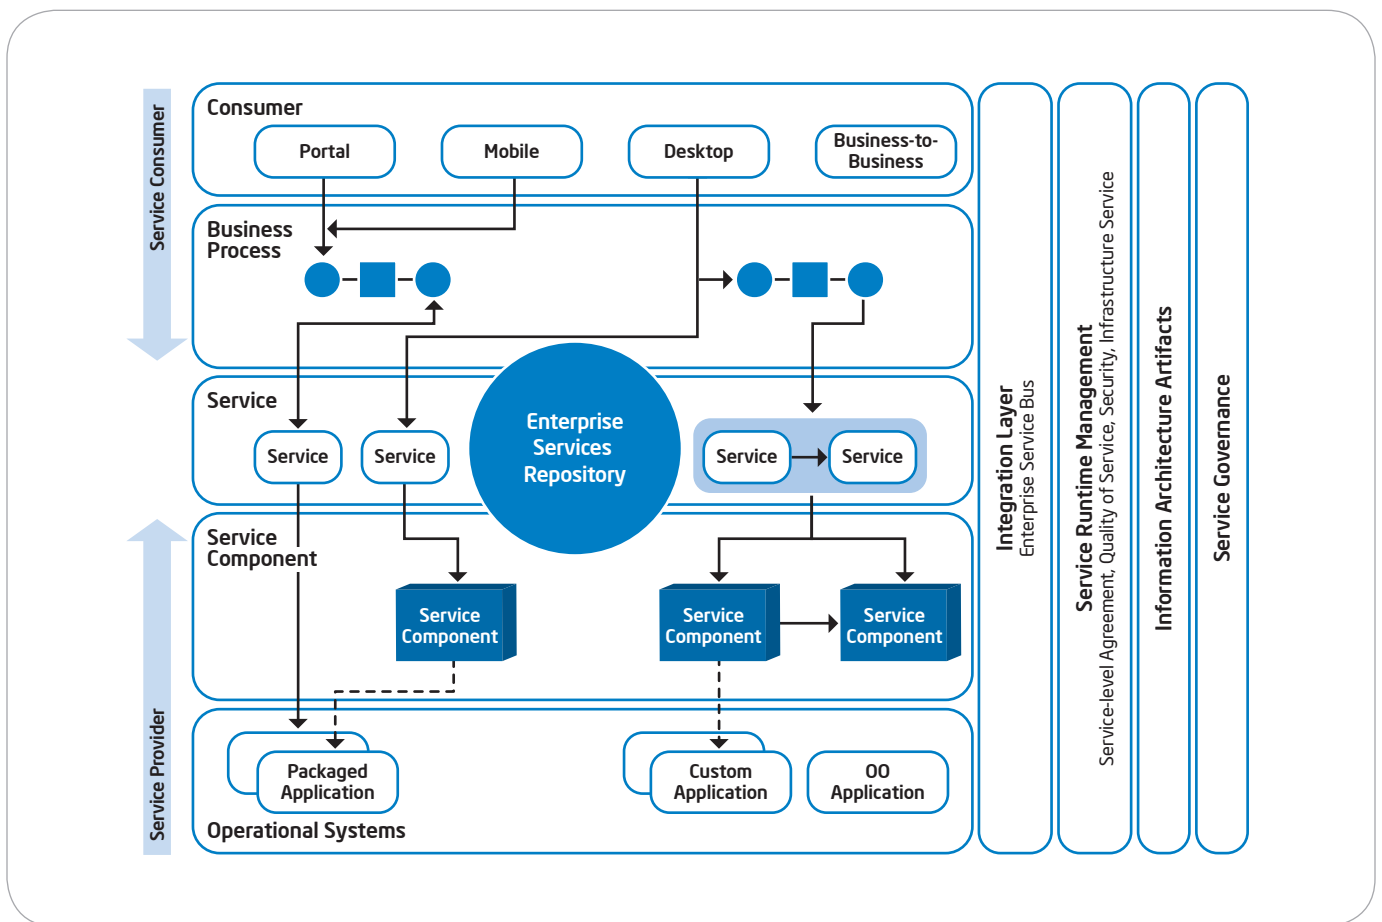 Service Consumer
Consumer
Portal
Mobile
Desktop
Business-to-
Business
Business
Process
Service
Service
Service
Enterprise
Services
Repository
Service
Service
Service Provider
Service
Component
Service
Component
Service
Component
Service
Component
Packaged
Application
Custom
Application
OO
Application
Operational Systems
Integration Layer
Enterprise Service Bus
Service Runtime Management
Service-level Agreement, Quality of Service, Security, Infrastructure Service
Information Architecture Artifacts
Service Governance